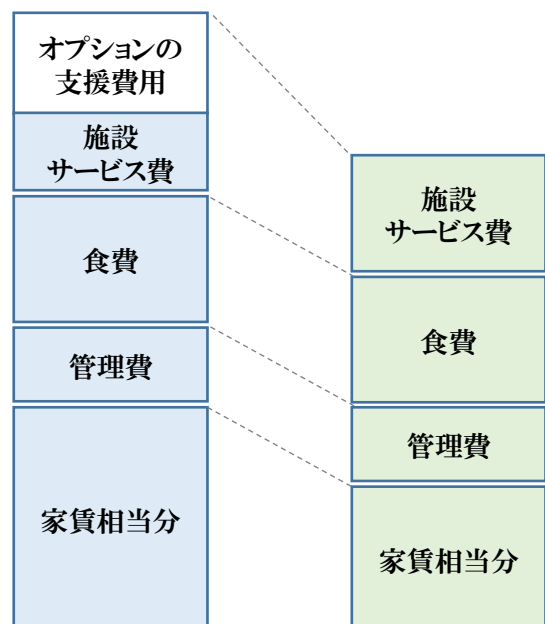 オプションの
支援費用
施設
サービス費
食費
管理費
家賃相当分
施設
サービス費
食費
管理費
家賃相当分